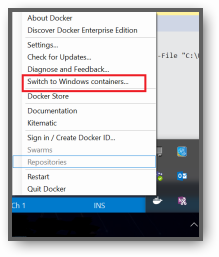 About Docker
Discover Docker Enterprise Edition
Settings...
Check for Updates...
Diagnose and Feedback...
Switch to Windows containers...
Docker Store
Documentation
Kitematic
Sign in / Create Docker ID...
Swarms
Repositories
Restart
Quit Docker
-File "C:\
Ch 1
INS